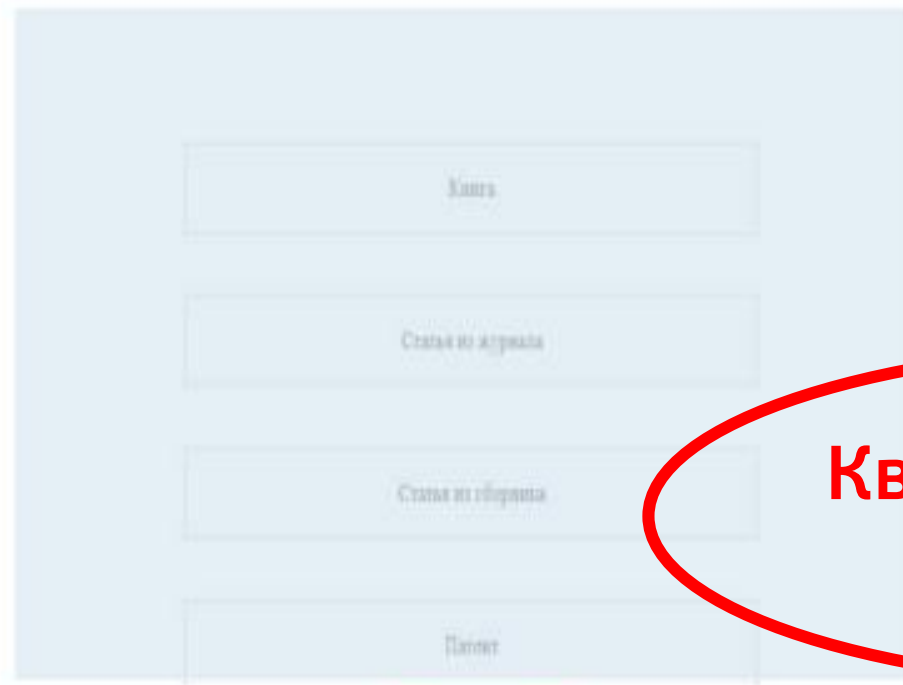 Книга
Статья из журнала
Статья из сборника
Кв
Патент